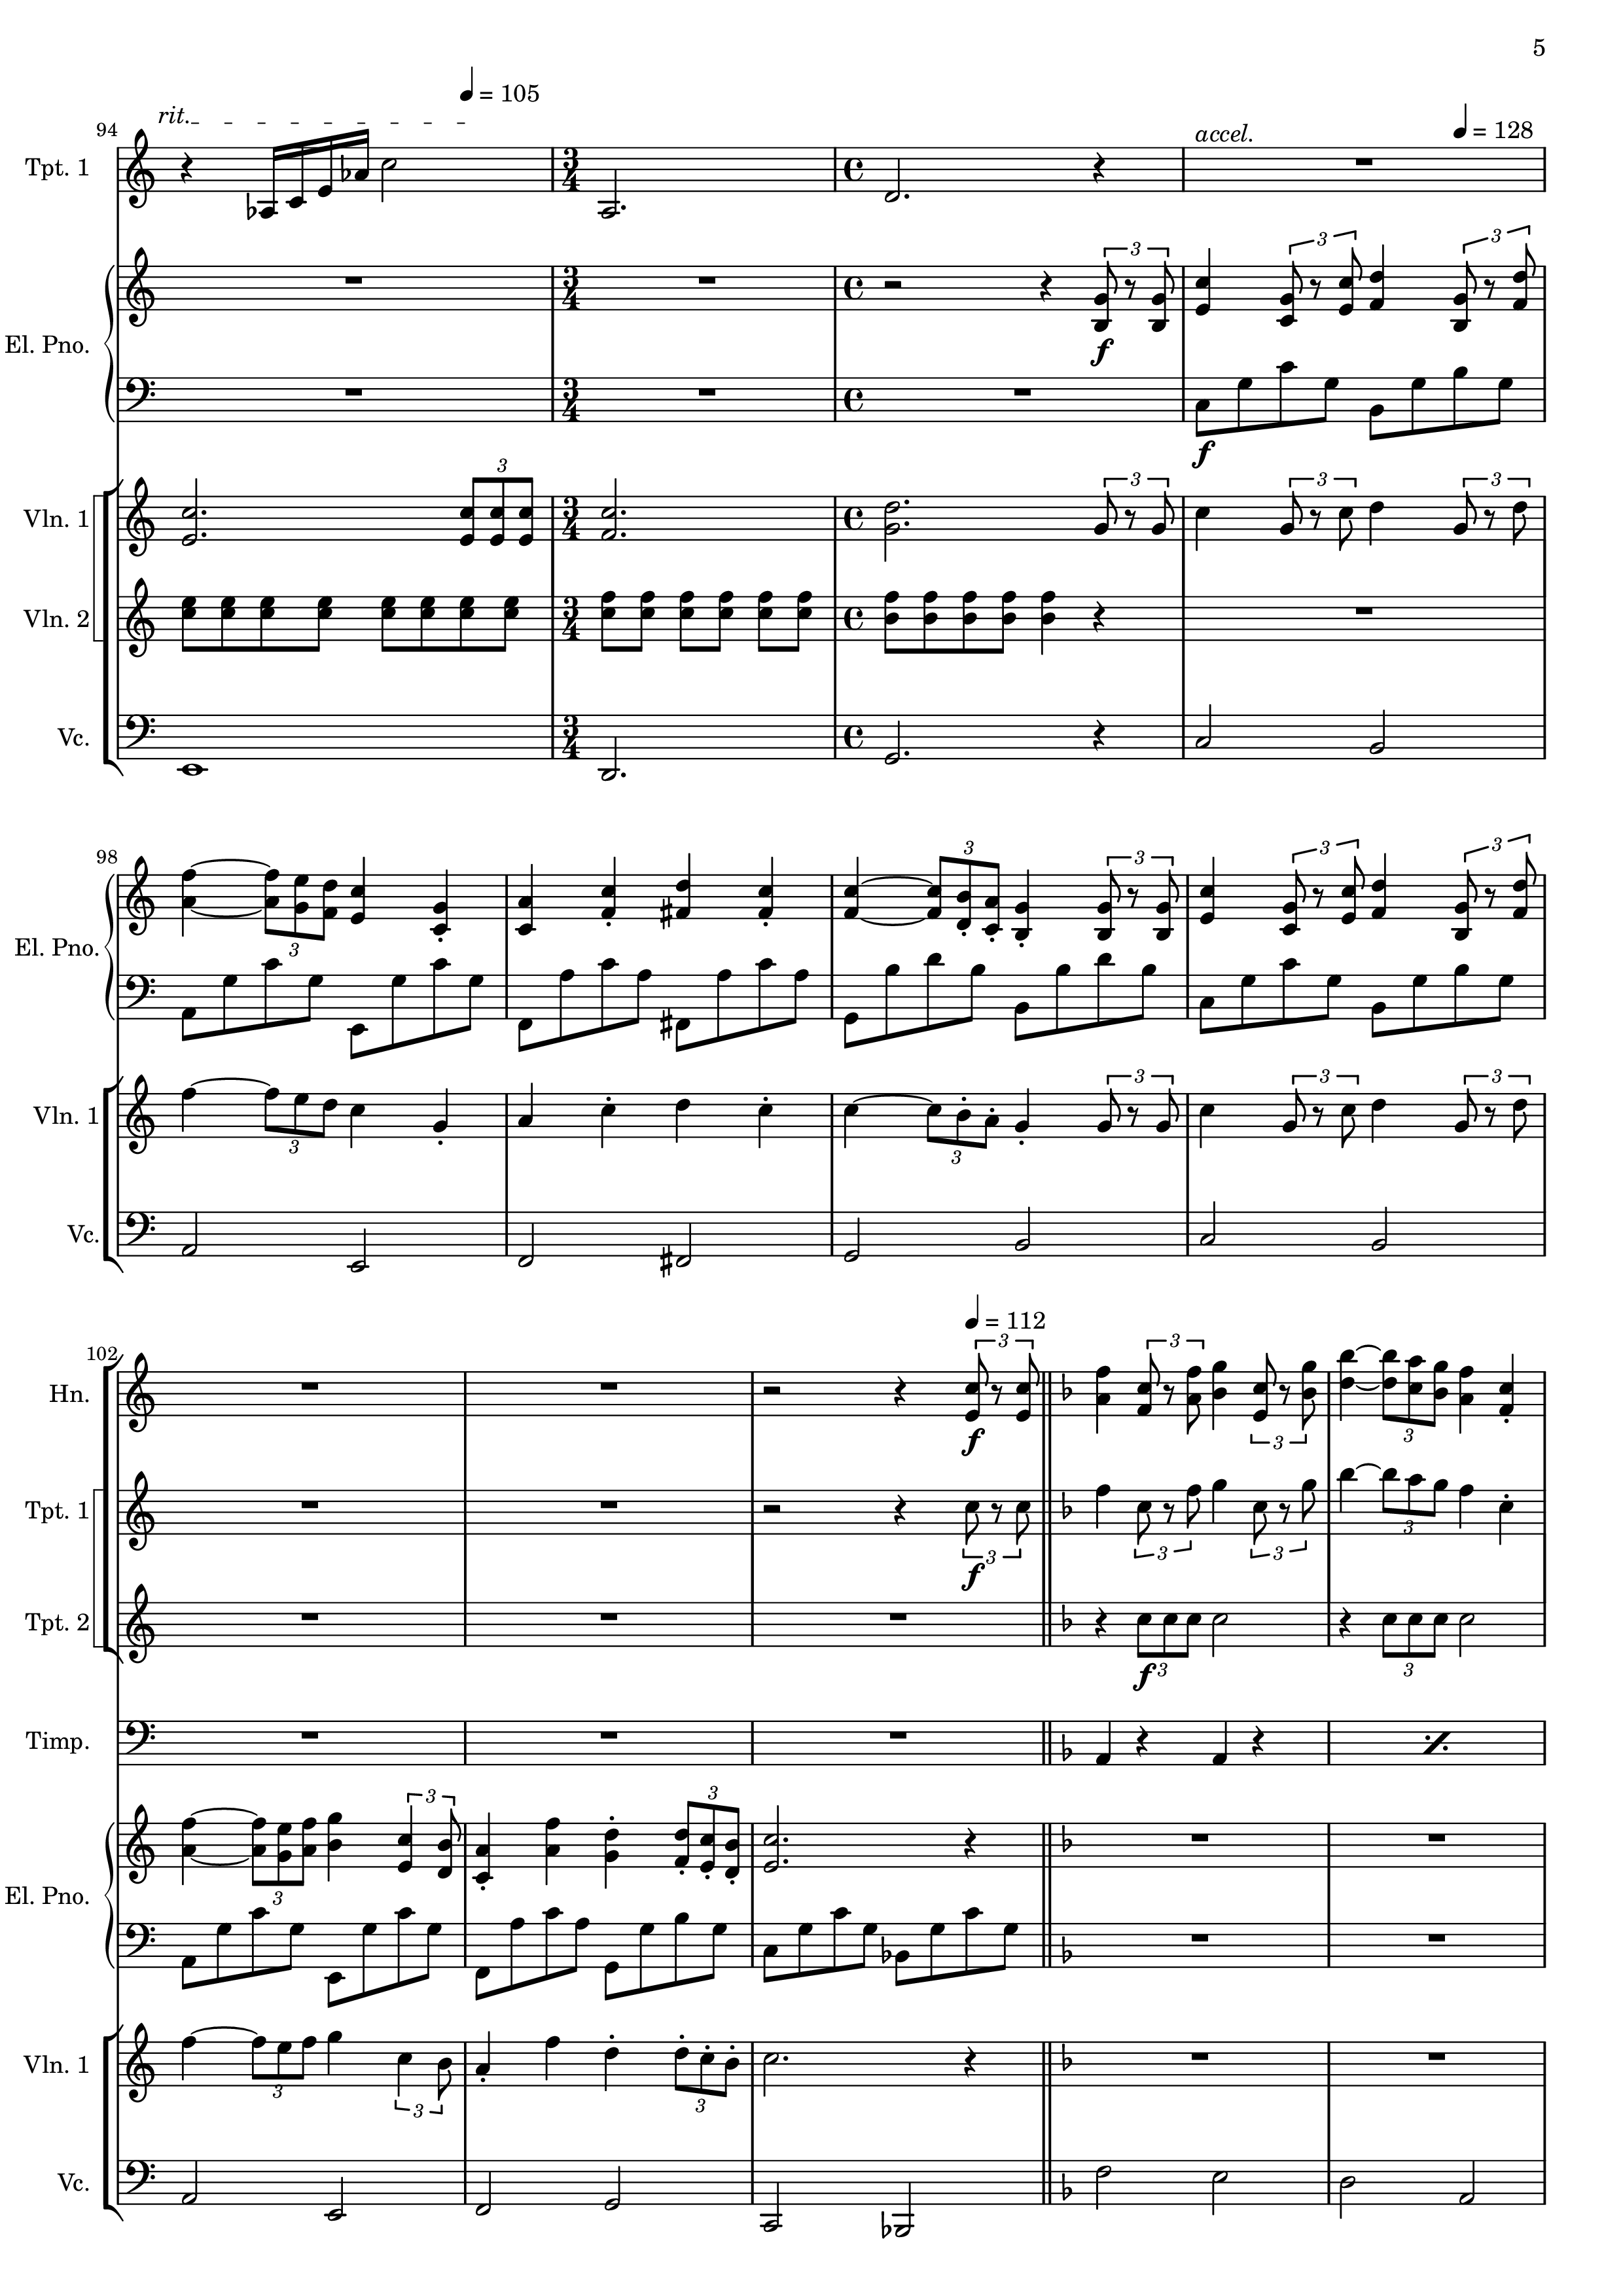 5
rit.
♩ = 105
94
Tpt. 1
accel.
♩ = 128
El. Pno.
3 3 3
f
f
Vln. 1
3 3 3 3
Vln. 2
Vc.
98
El. Pno.
3 3 3 3 3
Vln. 1
3 3 3 3 3
Vc.
♩ = 112
102
Hn.
3 3 3 3
f
Tpt. 1
3 3 3 3
f
Tpt. 2
3 3
f
Timp.
El. Pno.
3 3 3
Vln. 1
3 3 3
Vc.